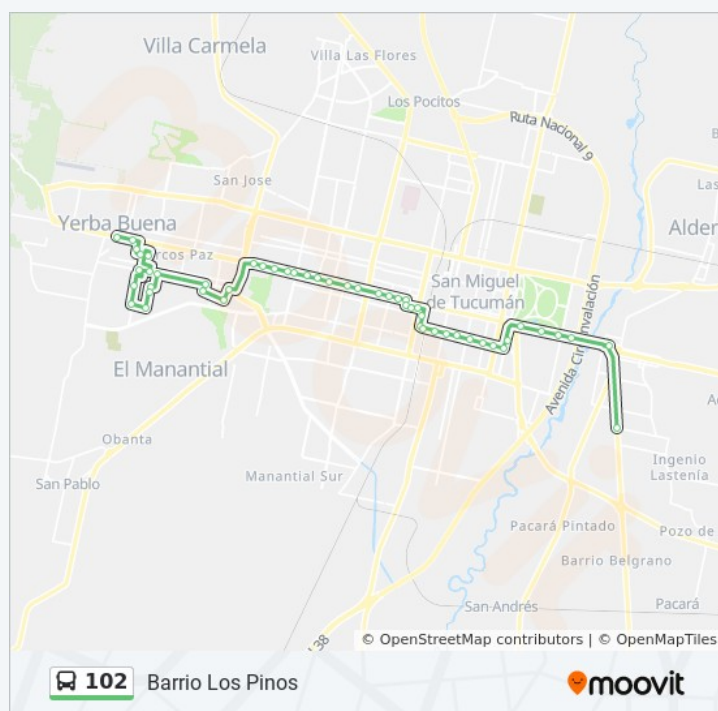 Villa Carmela
Villa Las Flores
Los Pocitos
Ruta Nacional 9
San Jose
Las
Yerba Buena
Alder
rcos Paz
San Miguel
de Tucumán
Avenida Circunvalación
El Manantial
Obanta
Manantial Sur
San Pablo
Ingenio
Lastenía
Pacará Pintado
Pozo de
Barrio Belgrano
San Andrés
Pacará
38
© OpenStreetMap contributors | © OpenMapTiles
102 Barrio Los Pinos
moovit